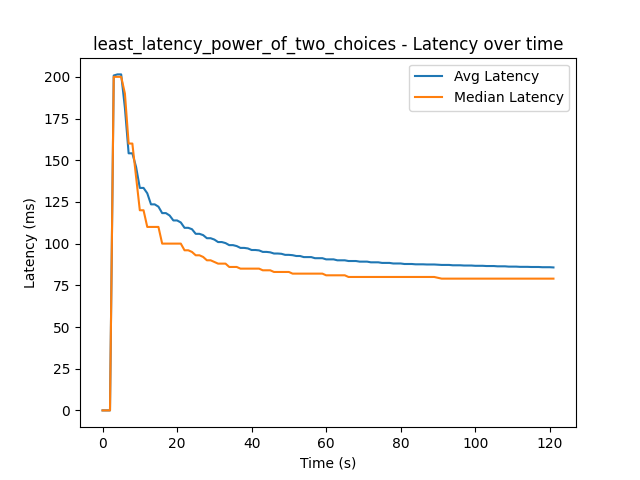 least_latency_power_of_two_choices - Latency over time
Avg Latency
Median Latency
Latency (ms)
200
175
150
125
100
75
50
25
0
0 20 40 60 80 100 120
Time (s)